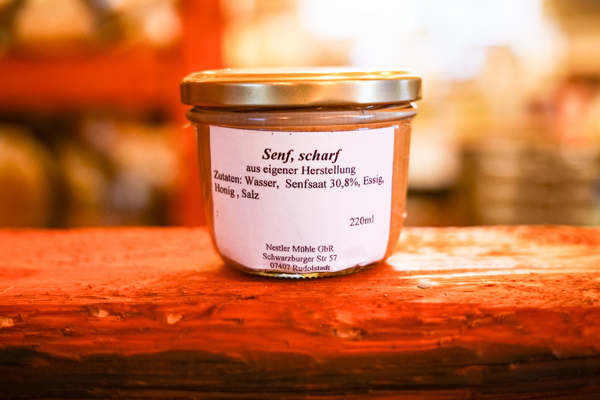 Senf, scharf
aus eigener Herstellung
Zutaten: Wasser, Senfsaat 30,8%, Essig,
Honig , Salz
220ml
Nestler Mühle GbR
Schwarzburger Str 57
07407 Rudolstadt